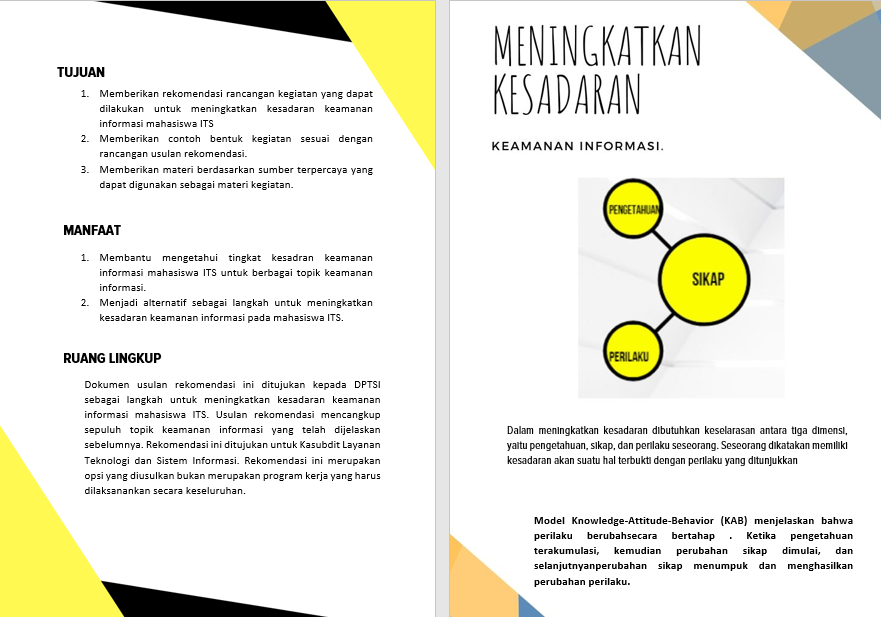 TUJUAN
1. Memberikan rekomendasi rancangan kegiatan yang dapat
dilakukan untuk meningkatkan kesadaran keamanan
informasi mahasiswa ITS
2. Memberikan contoh bentuk kegiatan sesuai dengan
rancangan usulan rekomendasi.
3. Memberikan materi berdasarkan sumber terpercaya yang
dapat digunakan sebagai materi kegiatan.
MANFAAT
1. Membantu mengetahui tingkat kesadran keamanan
informasi mahasiswa ITS untuk berbagai topik keamanan
informasi.
2. Menjadi alternatif sebagai langkah untuk meningkatkan
kesadaran keamanan informasi pada mahasiswa ITS.
RUANG LINGKUP
Dokumen usulan rekomendasi ini ditujukan kepada DPTSI
sebagai langkah untuk meningkatkan kesadaran keamanan
informasi mahasiswa ITS. Usulan rekomendasi mencangkup
sepuluh topik keamanan informasi yang telah dijelaskan
sebelumnya. Rekomendasi ini ditujukan untuk Kasubdit Layanan
Teknologi dan Sistem Informasi. Rekomendasi ini merupakan
opsi yang diusulkan bukan merupakan program kerja yang harus
dilaksanankan secara keseluruhan.
MENINGKATKAN
KESADARAN
KEAMANAN INFORMASI.
PENGETAHUAN
SIKAP
PERILAKU
Dalam meningkatkan kesadaran dibutuhkan keselarasan antara tiga dimensi,
yaitu pengetahuan, sikap, dan perilaku seseorang. Seseorang dikatakan memiliki
kesadaran akan suatu hal terbukti dengan perilaku yang ditunjukkan
Model Knowledge-Attitude-Behavior (KAB) menjelaskan bahwa
perilaku berubahsecara bertahap . Ketika pengetahuan
terakumulasi, kemudian perubahan sikap dimulai, dan
selanjutnyanperubahan sikap menumpuk dan menghasilkan
perubahan perilaku.